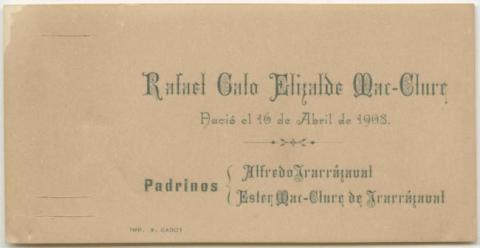 Rafael Galo Elizalde Mac-Clure
Nació el 16 de Abril de 1903.
Padrinos
Alfredo Irarrázaval
Ester Mac-Clure de Irarrázaval
IMP. F. CADOT